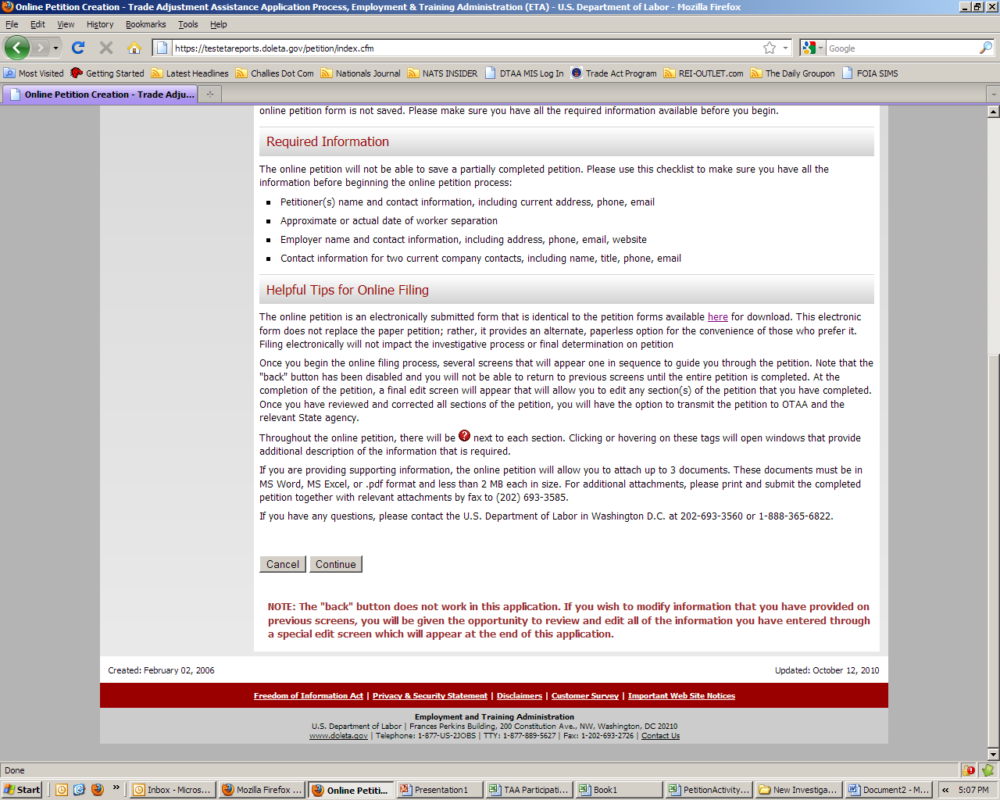 Online Petition Creation - Trade Adjustment Assistance Application Process, Employment & Training Administration (ETA) - U.S. Department of Labor - Mozilla Firefox
File Edit View History Bookmarks Tools Help
https://testetareports.doleta.gov/petition/index.cfm
Google
Most Visited Getting Started Latest Headlines Challies Dot Com Nationals Journal NATS INSIDER DTAA MIS Log In Trade Act Program REI-OUTLET.com The Daily Groupon FOIA SIMS
Online Petition Creation - Trade Adju...
online petition form is not saved. Please make sure you have all the required information available before you begin.
Required Information
The online petition will not be able to save a partially completed petition. Please use this checklist to make sure you have all the
information before beginning the online petition process:
Petitioner(s) name and contact information, including current address, phone, email
Approximate or actual date of worker separation
Employer name and contact information, including address, phone, email, website
Contact information for two current company contacts, including name, title, phone, email
Helpful Tips for Online Filing
The online petition is an electronically submitted form that is identical to the petition forms available here for download. This electronic
form does not replace the paper petition; rather, it provides an alternate, paperless option for the convenience of those who prefer it.
Filing electronically will not impact the investigative process or final determination on petition
Once you begin the online filing process, several screens that will appear one in sequence to guide you through the petition. Note that the
"back" button has been disabled and you will not be able to return to previous screens until the entire petition is completed. At the
completion of the petition, a final edit screen will appear that will allow you to edit any section(s) of the petition that you have completed.
Once you have reviewed and corrected all sections of the petition, you will have the option to transmit the petition to OTAA and the
relevant State agency.
Throughout the online petition, there will be ? next to each section. Clicking or hovering on these tags will open windows that provide
additional description of the information that is required.
If you are providing supporting information, the online petition will allow you to attach up to 3 documents. These documents must be in
MS Word, MS Excel, or .pdf format and less than 2 MB each in size. For additional attachments, please print and submit the completed
petition together with relevant attachments by fax to (202) 693-3585.
If you have any questions, please contact the U.S. Department of Labor in Washington D.C. at 202-693-3560 or 1-888-365-6822.
Cancel Continue
NOTE: The "back" button does not work in this application. If you wish to modify information that you have provided on
previous screens, you will be given the opportunity to review and edit all of the information you have entered through
a special edit screen which will appear at the end of this application.
Created: February 02, 2006 Updated: October 12, 2010
Freedom of Information Act | Privacy & Security Statement | Disclaimers | Customer Survey | Important Web Site Notices
Employment and Training Administration
U.S. Department of Labor | Frances Perkins Building, 200 Constitution Ave., NW, Washington, DC 20210
www.doleta.gov | Telephone: 1-877-US-2JOBS | TTY: 1-877-889-5627 | Fax: 1-202-693-2726 | Contact Us
Done
Start » Inbox - Micros... Mozilla Firefox ... Online Petiti... Presentation1 TAA Participati... Book1 PetitionActivity... New Investiga... Document2 - M... « 5:07 PM